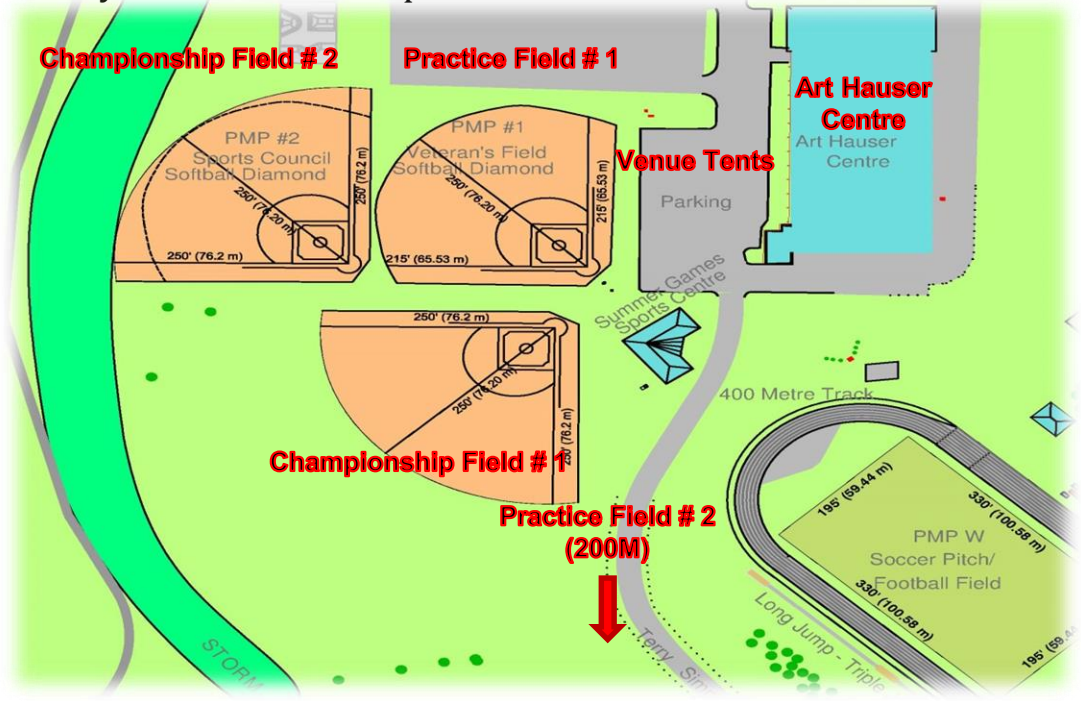 Championship Field # 2
Practice Field # 1
Art Hauser
Centre
PMP #2
Sports Council
Softball Diamond
250' (76.20 m)
250' (76.2 m)
250' (76.2 m)
PMP #1
Veteran's Field
Softball Diamond
250' (76.20 m)
215' (65.53 m)
215' (65.53 m)
Venue Tents
Parking
Art Hauser
Centre
Summer Games
Sports Centre
250' (76.2 m)
250' (76.20 m)
250' (76.2 m)
Championship Field # 1
400 Metre Track
Practice Field # 2
(200M)
195' (59.44 m)
330' (100.58 m)
PMP W
Soccer Pitch/
Football Field
330' (100.58 m)
195' (59.4
Long Jump - Triple
Terry Sim
STORM